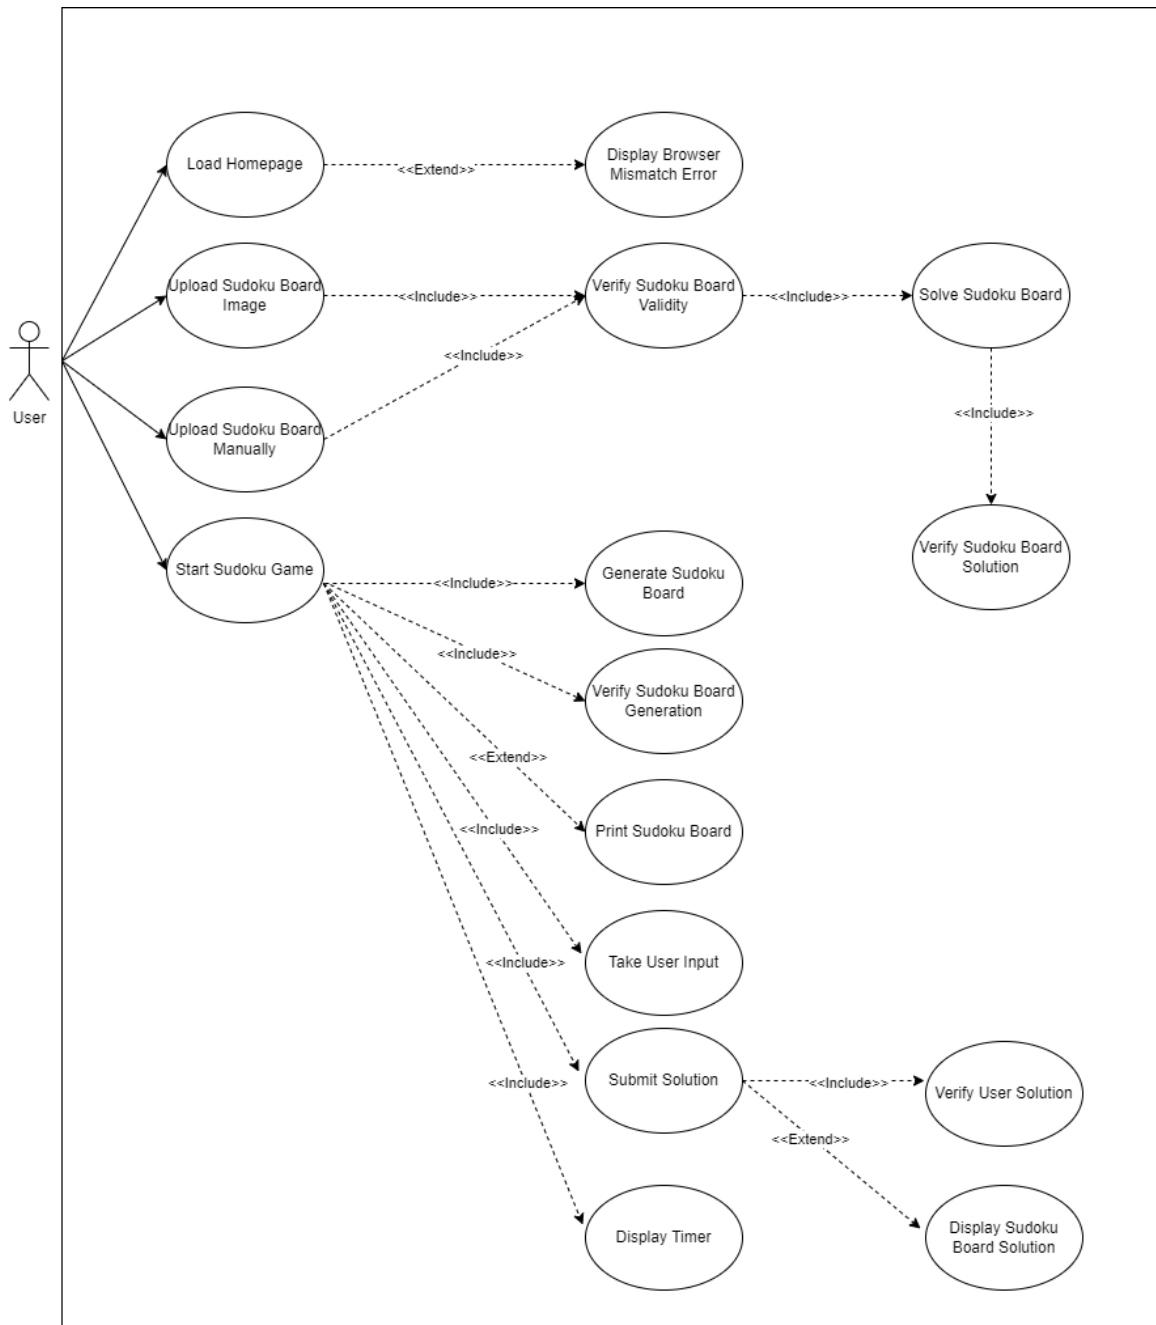 Load Homepage
<<Extend>>
Display Browser
Mismatch Error
Upload Sudoku Board
Image
<<Include>>
Verify Sudoku Board
Validity
<<Include>>
Solve Sudoku Board
User
<<Include>>
Upload Sudoku Board
Manually
<<Include>>
Verify Sudoku Board
Solution
Start Sudoku Game
<<Include>>
Generate Sudoku
Board
<<Include>>
Verify Sudoku Board
Generation
<<Extend>>
Print Sudoku Board
<<Include>>
Take User Input
<<Include>>
Submit Solution
<<Include>>
Verify User Solution
<<Extend>>
<<Include>>
Display Timer
Display Sudoku
Board Solution